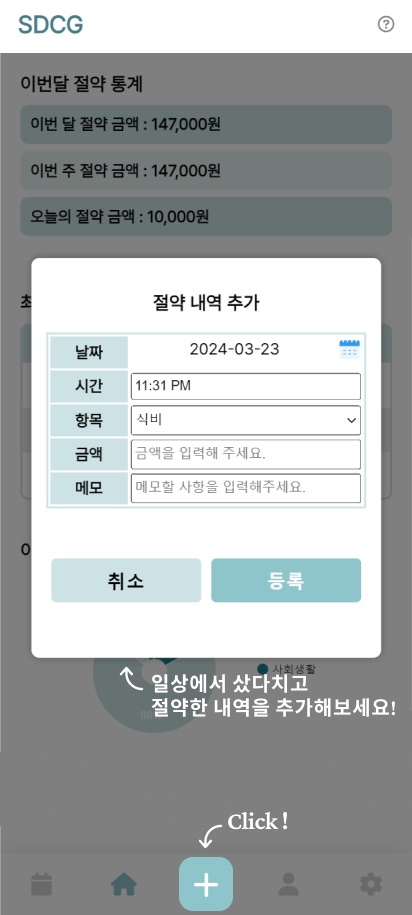 SDCG
이번달 절약 통계
이번 달 절약 금액 : 147,000원
이번 주 절약 금액 : 147,000원
오늘의 절약 금액 : 10,000원
최
절약 내역 추가
날짜 2024-03-23
시간 11:31 PM
항목 식비
금액 금액을 입력해 주세요.
메모 메모할 사항을 입력해주세요.
이
취소 등록
사회생활
일상에서 샀다치고
절약한 내역을 추가해보세요!
Click!